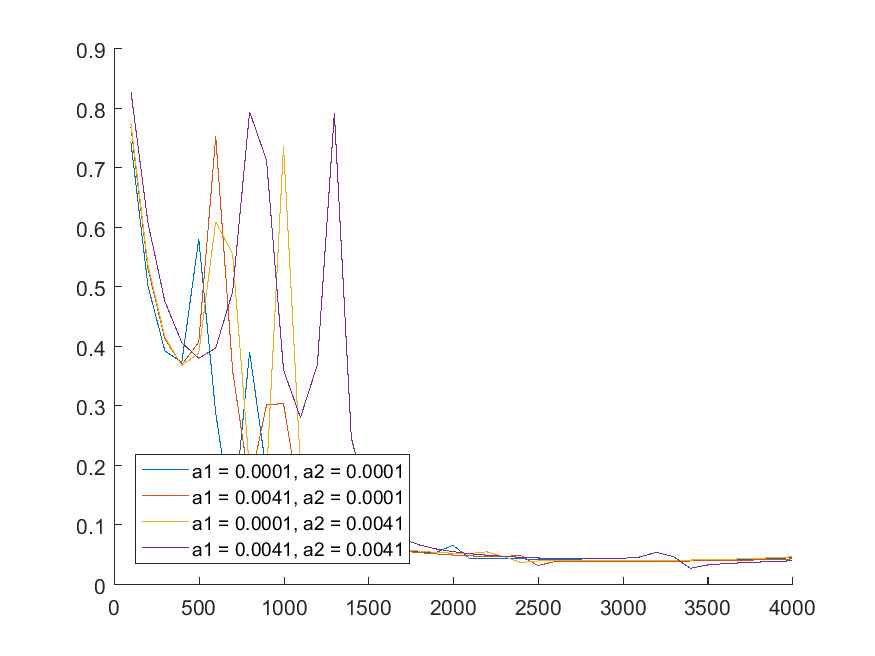 0.9
0.8
0.7
0.6
0.5
0.4
0.3
0.2
0.1
0
a1 = 0.0001, a2 = 0.0001
a1 = 0.0041, a2 = 0.0001
a1 = 0.0001, a2 = 0.0041
a1 = 0.0041, a2 = 0.0041
0 500 1000 1500 2000 2500 3000 3500 4000